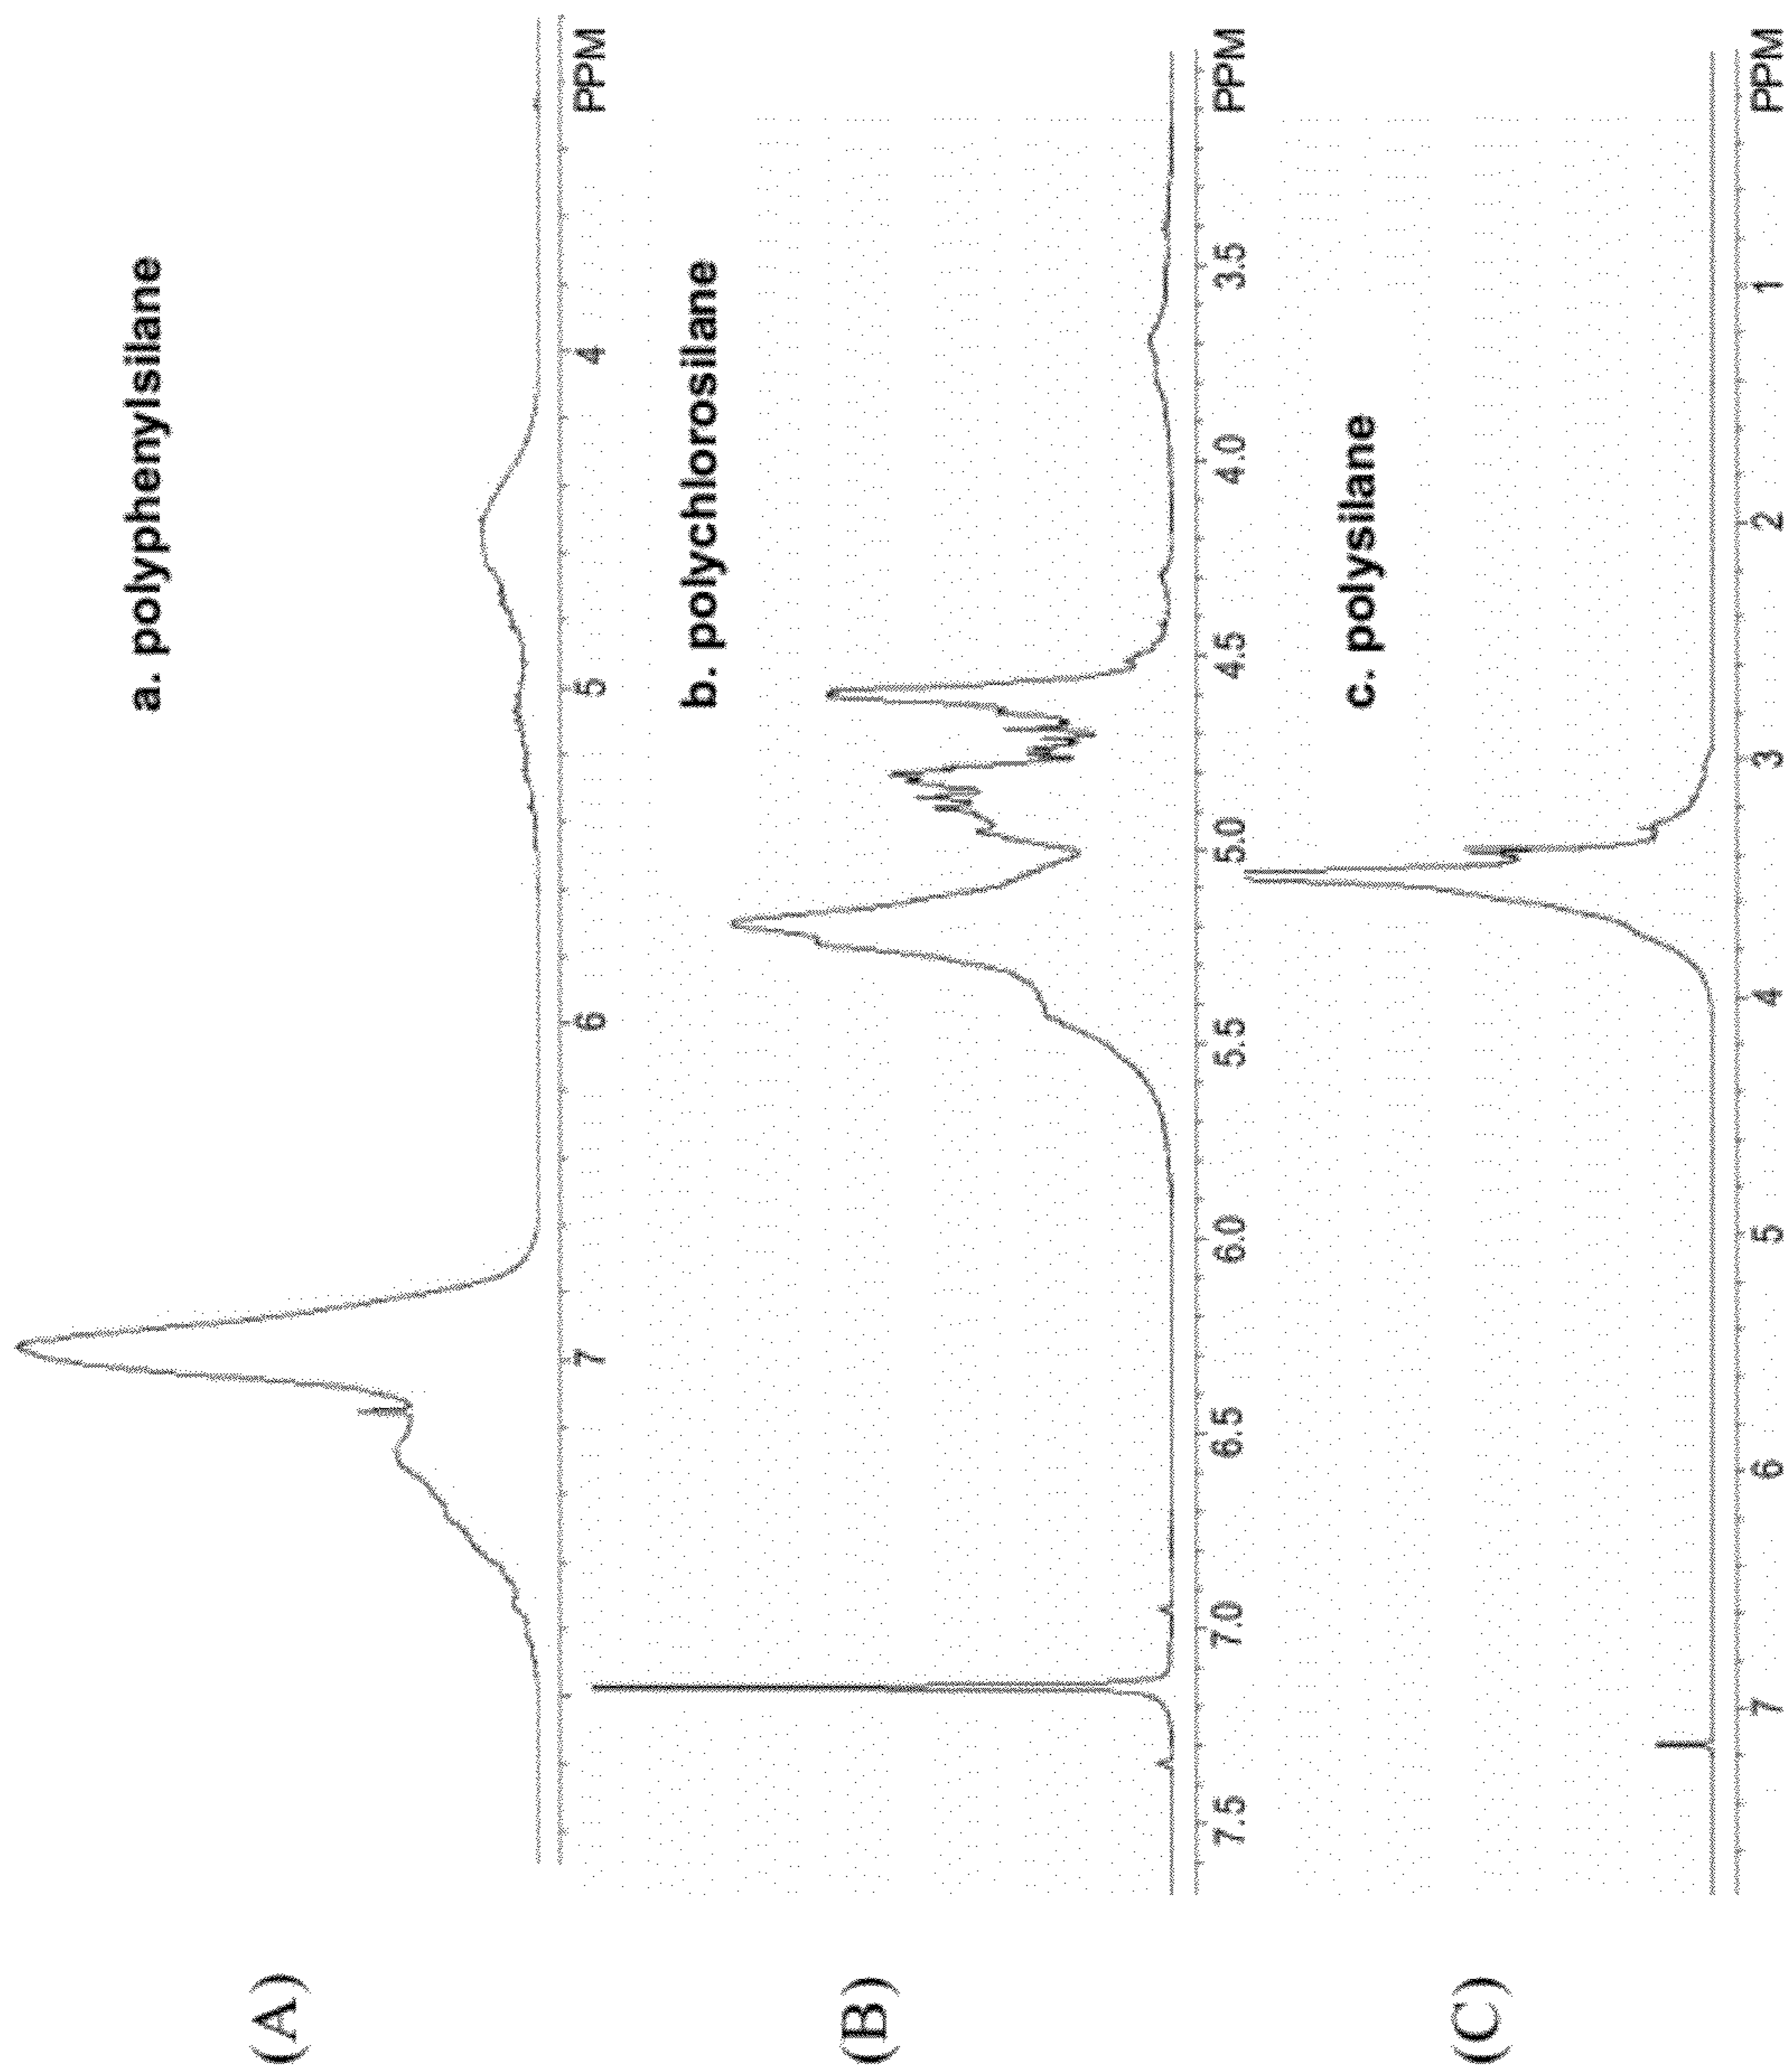 (A)
a. polyphenylsilane
7 6 5 4 PPM
(B)
b. polychlorosilane
7.5 7.0 6.5 6.0 5.5 5.0 4.5 4.0 3.5 PPM
(C)
c. polysilane
7 6 5 4 3 2 1 PPM